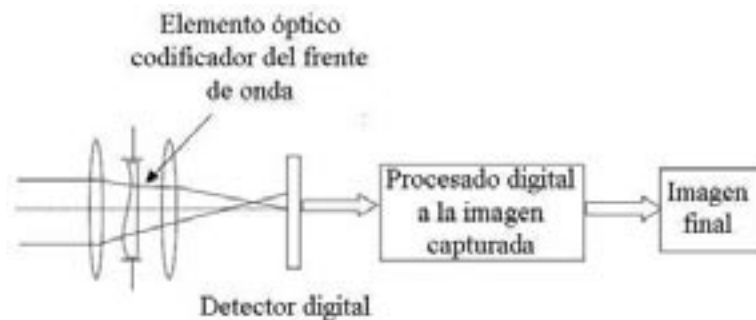 Elemento óptico
codificador del frente
de onda
Procesado digital
a la imagen
capturada
Imagen
final
Detector digital